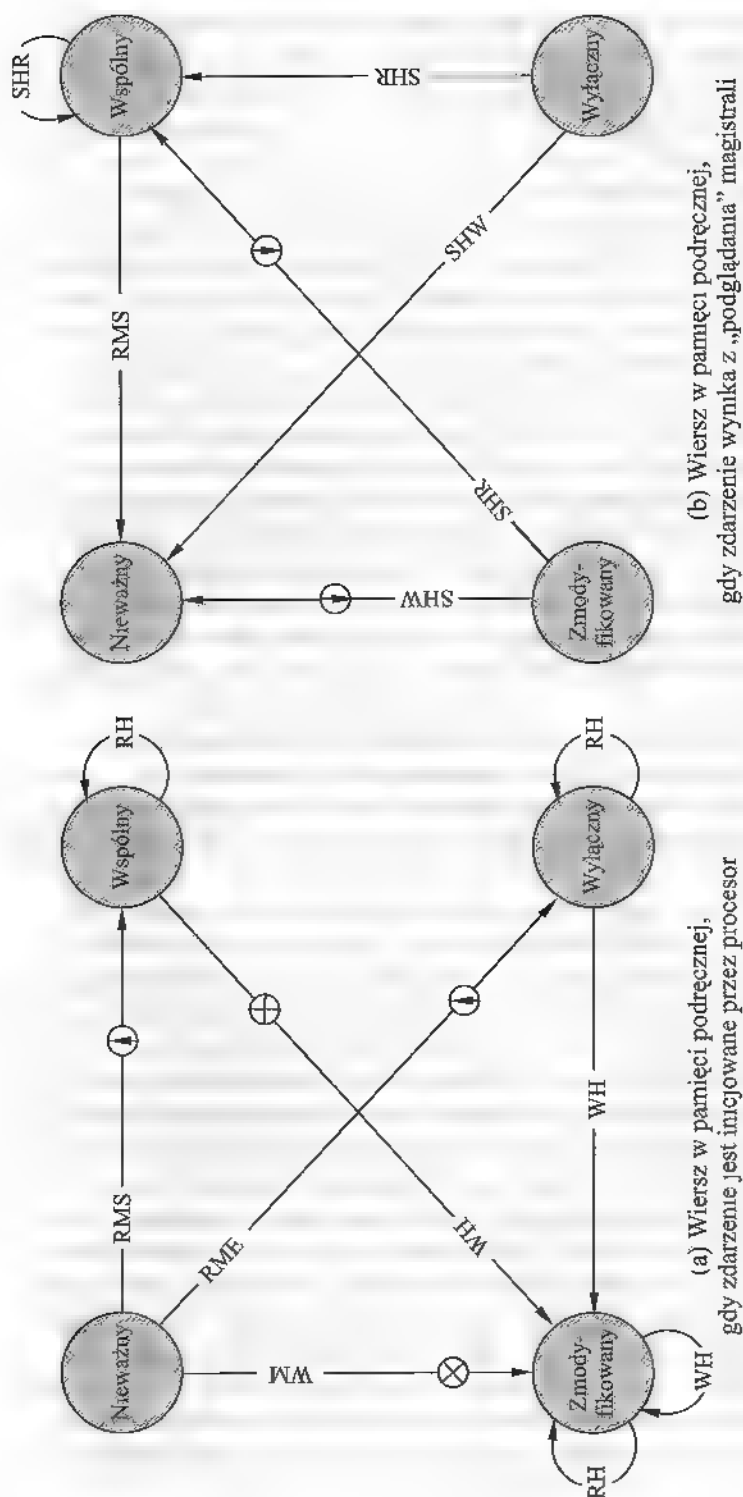 Nieważny
RMS
Wspólny
RH
RME
WM
WH
Zmody-
fikowany
RH
WH
WH
Wyłączny
RH
(a) Wiersz w pamięci podręcznej,
gdy zdarzenie jest inicjowane przez procesor
Nieważny
RMS
Wspólny
SHR
SHW
SHW
SHR
SHR
Zmody-
fikowany
Wyłączny
(b) Wiersz w pamięci podręcznej,
gdy zdarzenie wynika z „podglądania” magistrali